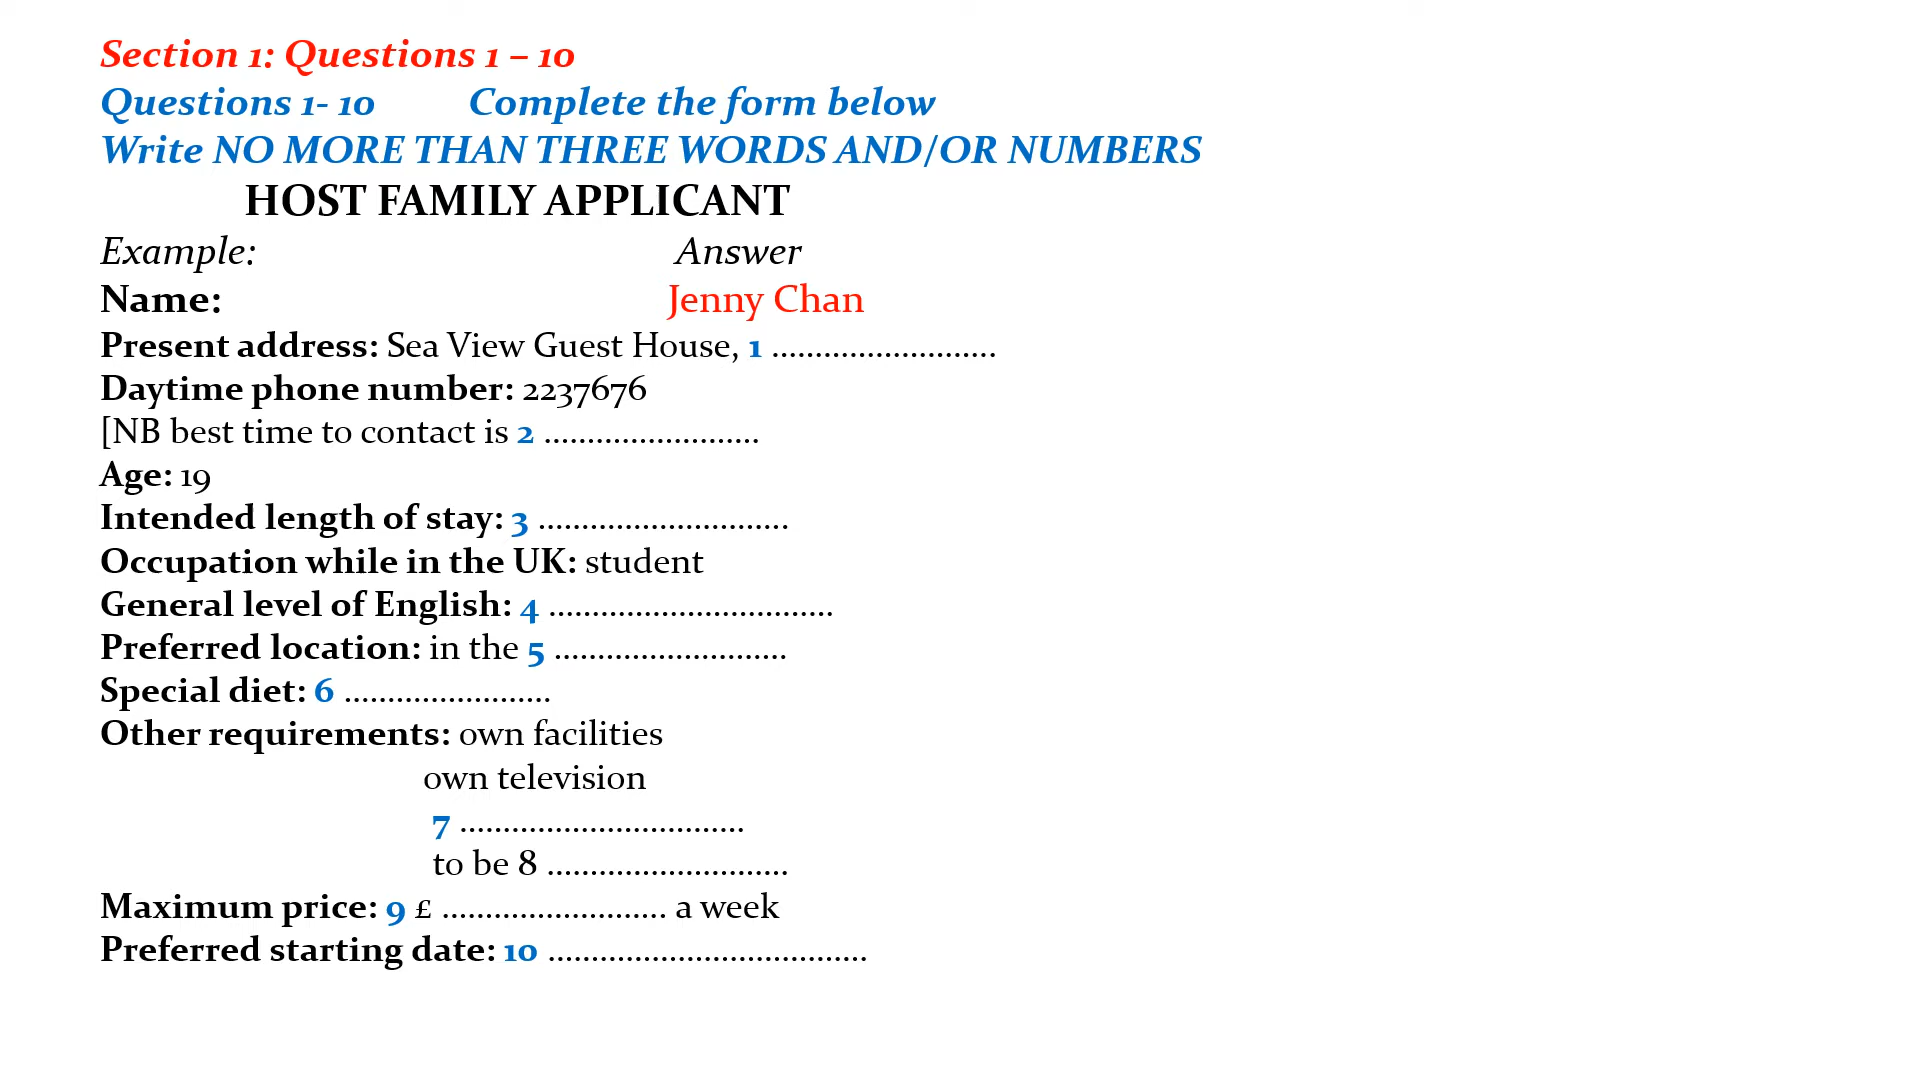 Section 1: Questions 1 – 10
Questions 1- 10 Complete the form below
Write NO MORE THAN THREE WORDS AND/OR NUMBERS
HOST FAMILY APPLICANT
Example: Answer
Name: Jenny Chan
Present address: Sea View Guest House, 1 ..........................
Daytime phone number: 2237676
[NB best time to contact is 2 .........................
Age: 19
Intended length of stay: 3 .............................
Occupation while in the UK: student
General level of English: 4 .................................
Preferred location: in the 5 ...........................
Special diet: 6 ........................
Other requirements: own facilities
own television
7 .................................
to be 8 ............................
Maximum price: 9 £ .......................... a week
Preferred starting date: 10 .....................................